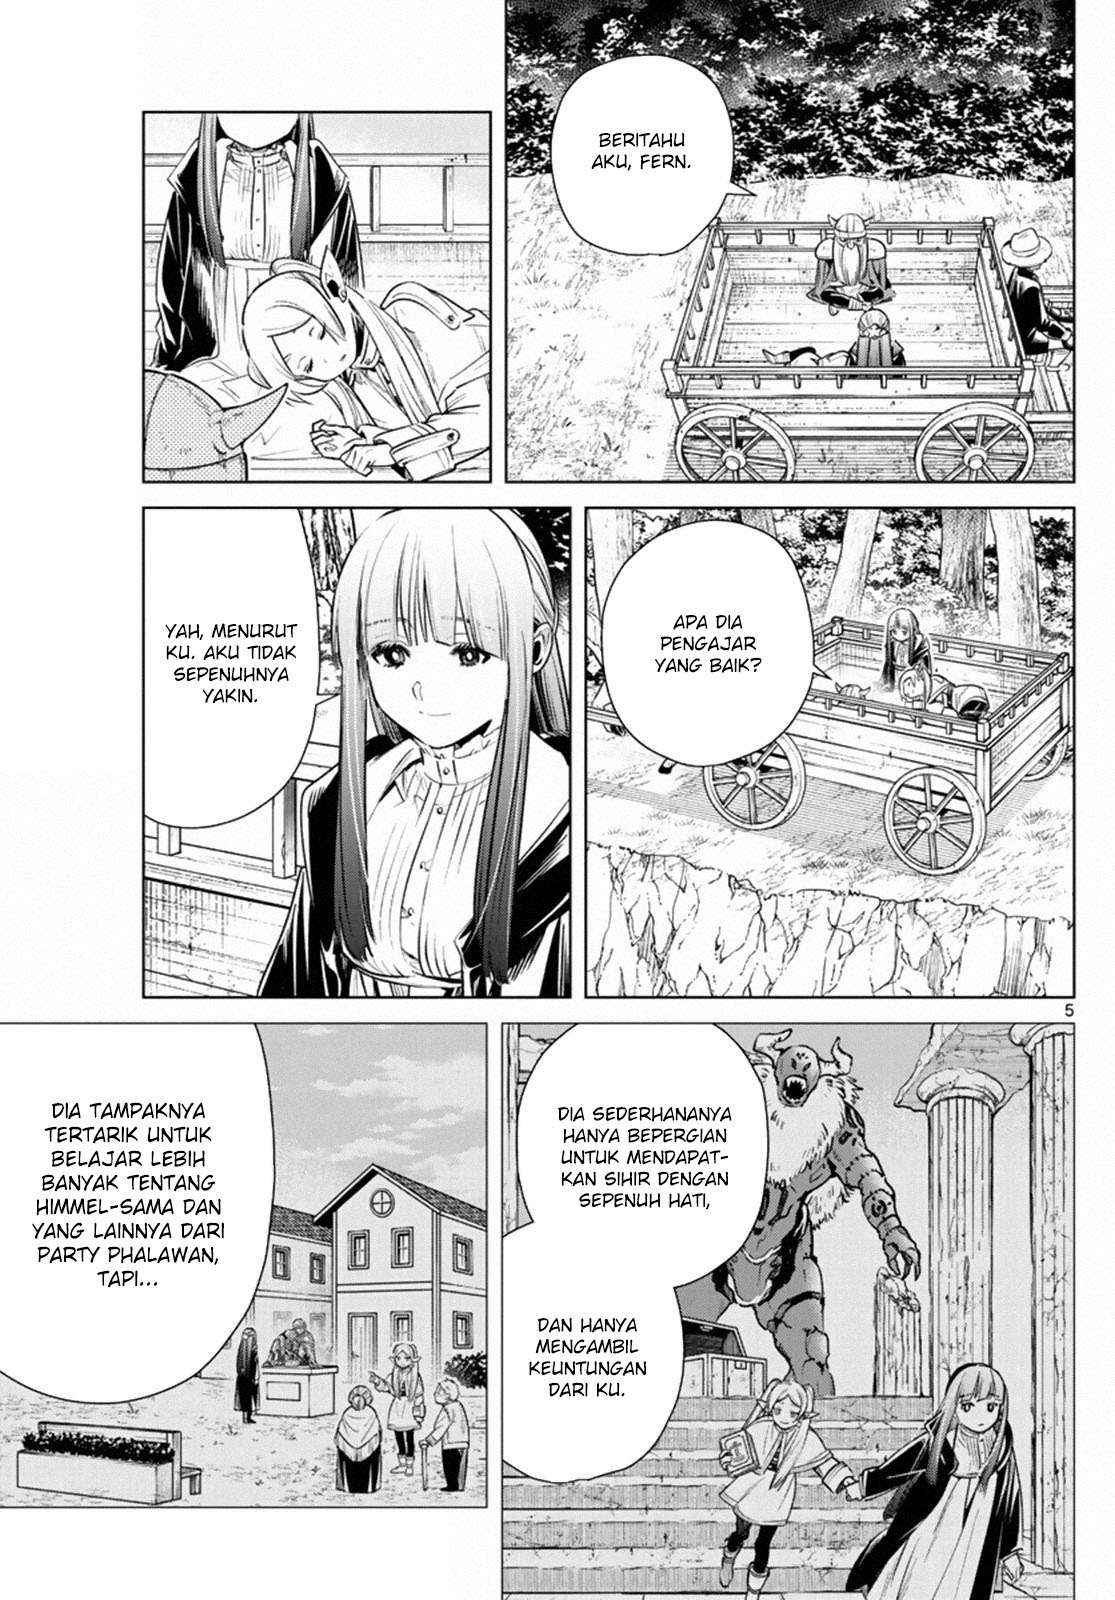 BERITAHU
AKU, FERN.
APA DIA
PENGAJAR
YANG BAIK?
YAH, MENURUT
KU. AKU TIDAK
SEPENUHNYA
YAKIN.
5
DIA SEDERHANANYA
HANYA BEPERGIAN
UNTUK MENDAPAT-
KAN SIHIR DENGAN
SEPENUH HATI,
DAN HANYA
MENGAMBIL
KEUNTUNGAN
DARI KU.
DIA TAMPAKNYA
TERTARIK UNTUK
BELAJAR LEBIH
BANYAK TENTANG
HIMMEL-SAMA DAN
YANG LAINNYA DARI
PARTY PHALAWAN,
TAPI...